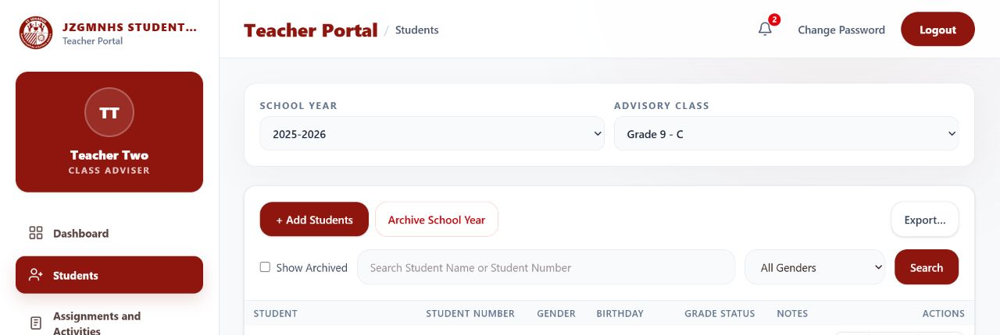 JZGMNHS STUDENT...
Teacher Portal
TT
Teacher Two
CLASS ADVISER
Dashboard
Students
Assignments and
Activities
Teacher Portal / Students
2
Change Password
Logout
SCHOOL YEAR
ADVISORY CLASS
2025-2026
Grade 9 - C
+ Add Students
Archive School Year
Export...
Show Archived
Search Student Name or Student Number
All Genders
Search
STUDENT STUDENT NUMBER GENDER BIRTHDAY GRADE STATUS NOTES ACTIONS